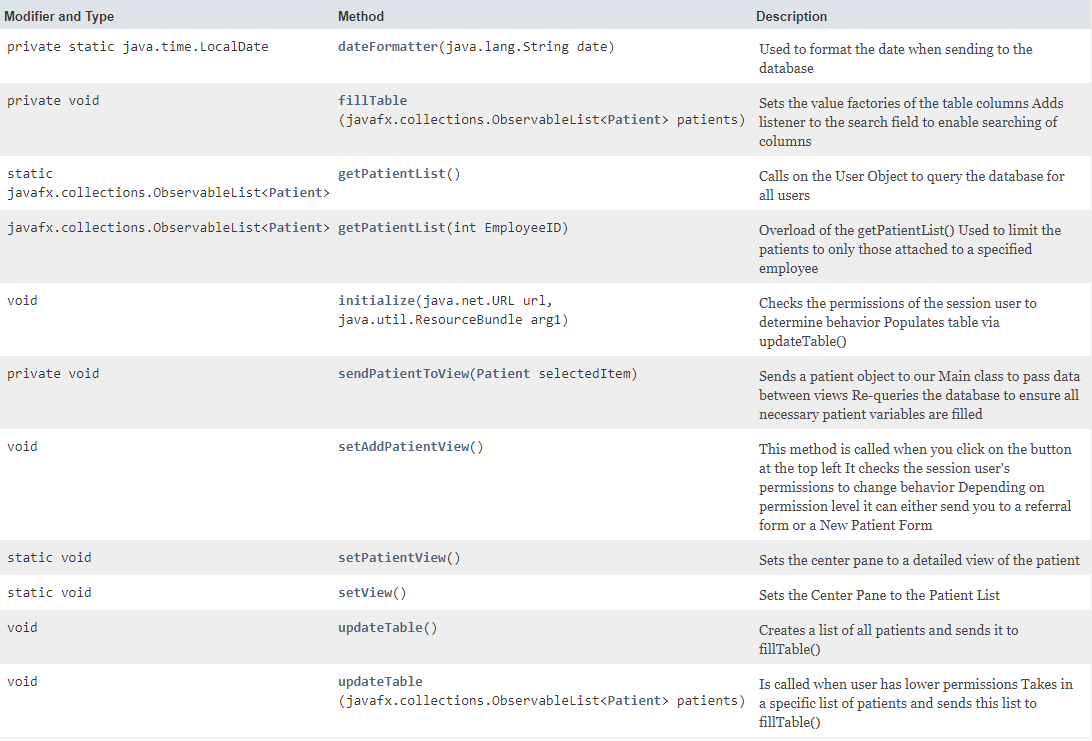 Modifier and Type Method Description
private static java.time.LocalDate dateFormatter(java.lang.String date) Used to format the date when sending to the
database
private void fillTable Sets the value factories of the table columns Adds
(javafx.collections.ObservableList<Patient> patients) listener to the search field to enable searching of
columns
static getPatientList() Calls on the User Object to query the database for
javafx.collections.ObservableList<Patient> all users
javafx.collections.ObservableList<Patient> getPatientList(int EmployeeID) Overload of the getPatientList() Used to limit the
patients to only those attached to a specified
employee
void initialize(java.net.URL url, Checks the permissions of the session user to
java.util.ResourceBundle arg1) determine behavior Populates table via
updateTable()
private void sendPatientToView(Patient selectedItem) Sends a patient object to our Main class to pass data
between views Re-queries the database to ensure all
necessary patient variables are filled
void setAddPatientView() This method is called when you click on the button
at the top left It checks the session user's
permissions to change behavior Depending on
permission level it can either send you to a referral
form or a New Patient Form
static void setPatientView() Sets the center pane to a detailed view of the patient
static void setView() Sets the Center Pane to the Patient List
void updateTable() Creates a list of all patients and sends it to
fillTable()
void updateTable Is called when user has lower permissions Takes in
(javafx.collections.ObservableList<Patient> patients) a specific list of patients and sends this list to
fillTable()